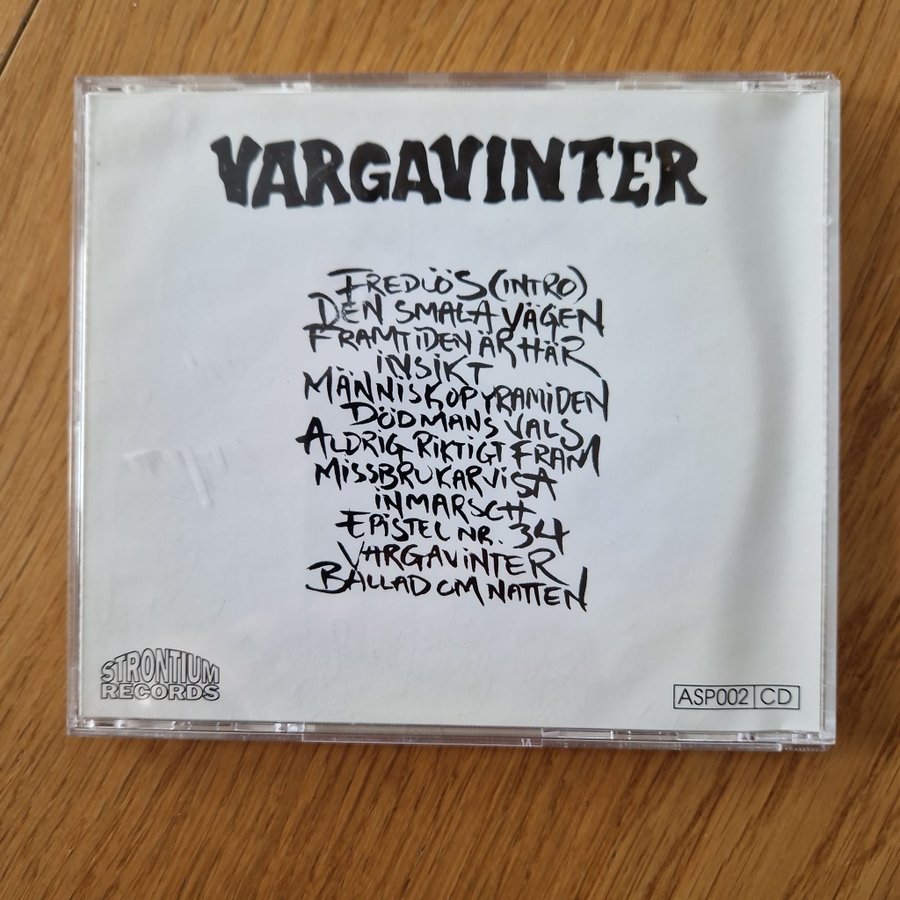 VARGAVINTER
FREDLÖS (INTRO)
DEN SMALA VÄGEN
FRAMTIDEN ÄR HÄR
INSIKT
MÄNNISKOPYRAMIDEN
DÖDMANS VALS
ALDRIG RIKTIGT FRAM
MISSBRUKARVISA
INMARSCH
EPISTEL NR. 34
VARGAVINTER
BALLAD OM NATTEN
STRONTIUM
RECORDS
ASP002 CD